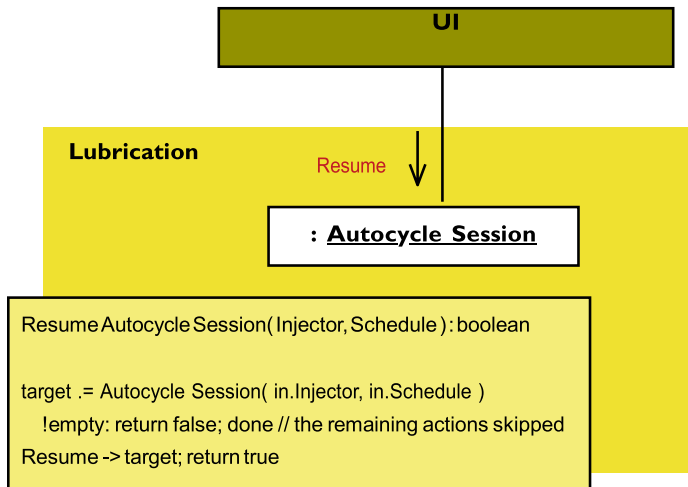 UI
Lubrication
Resume
: Autocycle Session
Resume Autocycle Session( Injector, Schedule ) : boolean
target .= Autocycle Session( in.Injector, in.Schedule )
!empty: return false; done // the remaining actions skipped
Resume -> target; return true